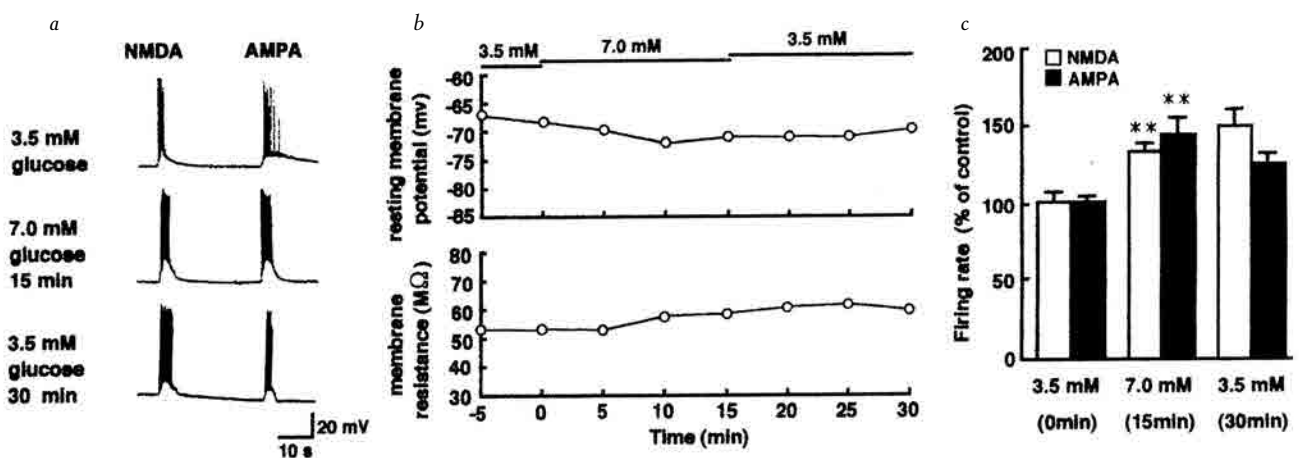 a
NMDA AMPA
3.5 mM
glucose
7.0 mM
glucose
15 min
3.5 mM
glucose
30 min
20 mV
10 s
b
3.5 mM 7.0 mM 3.5 mM
resting membrane
potential (mv)
-60
-65
-70
-75
-80
-85
membrane
resistance (MΩ)
80
70
60
50
40
30
-5 0 5 10 15 20 25 30
Time (min)
c
Firing rate (% of control)
200
150
100
50
0
NMDA
AMPA
** **
3.5 mM 7.0 mM 3.5 mM
(0min) (15min) (30min)